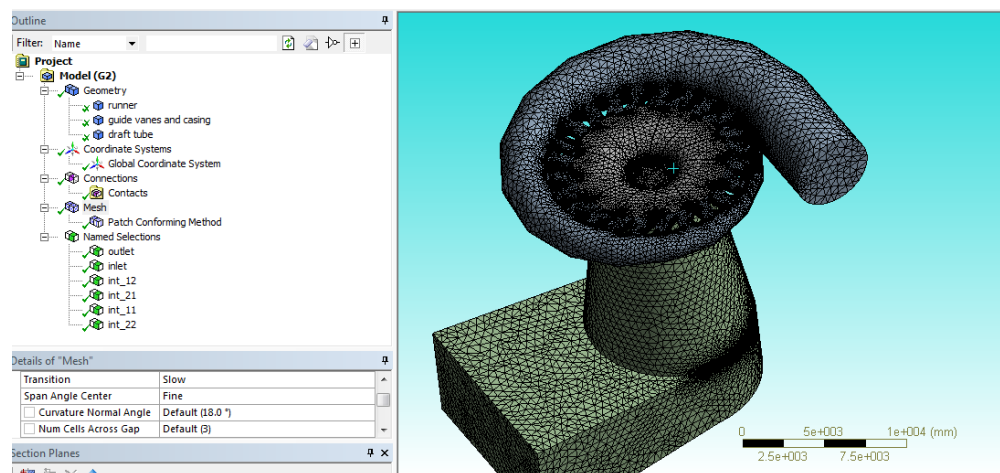 Outline
Filter: Name
Project
Model (G2)
Geometry
runner
guide vanes and casing
draft tube
Coordinate Systems
Global Coordinate System
Connections
Contacts
Mesh
Patch Conforming Method
Named Selections
outlet
inlet
int_12
int_21
int_11
int_22
Details of "Mesh"
Transition Slow
Span Angle Center Fine
Curvature Normal Angle Default (18.0 °)
Num Cells Across Gap Default (3)
Section Planes
0 5e+003 1e+004 (mm)
2.5e+003 7.5e+003